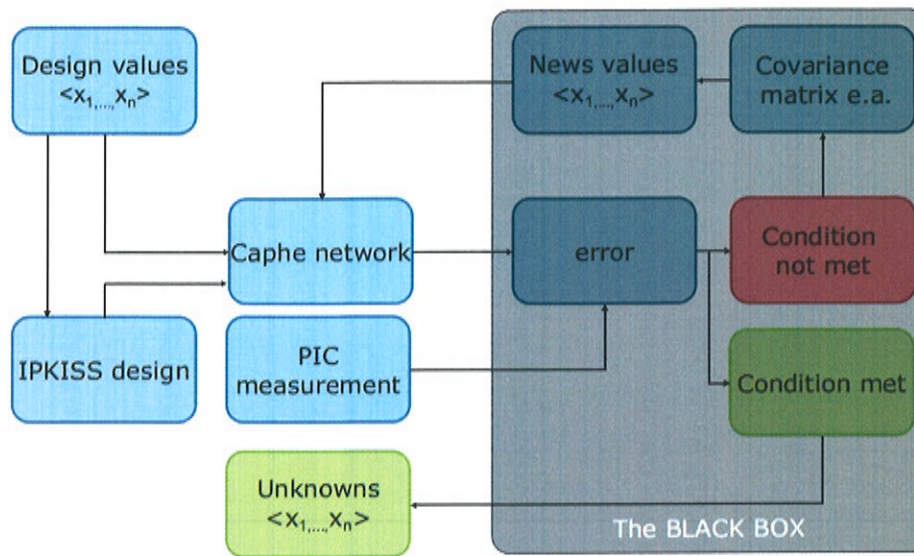 Design values
<x1,...,xn>
News values
<x1,...,xn>
Covariance
matrix e.a.
Caphe network
error
Condition
not met
IPKISS design
PIC
measurement
Condition met
Unknowns
<x1,...,xn>
The BLACK BOX